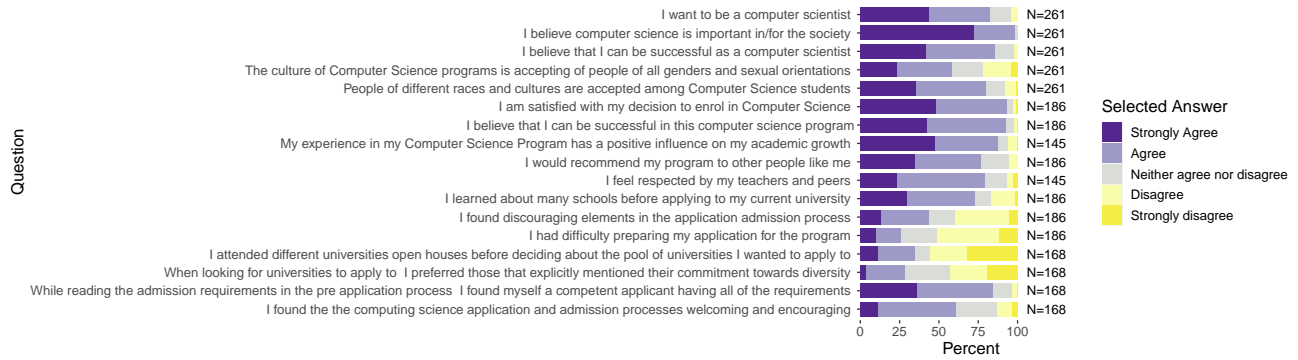 I want to be a computer scientist N=261
I believe computer science is important in/for the society N=261
I believe that I can be successful as a computer scientist N=261
The culture of Computer Science programs is accepting of people of all genders and sexual orientations N=261
People of different races and cultures are accepted among Computer Science students N=261
I am satisfied with my decision to enrol in Computer Science N=186
I believe that I can be successful in this computer science program N=186
My experience in my Computer Science Program has a positive influence on my academic growth N=145
I would recommend my program to other people like me N=186
I feel respected by my teachers and peers N=145
I learned about many schools before applying to my current university N=186
I found discouraging elements in the application admission process N=186
I had difficulty preparing my application for the program N=186
I attended different universities open houses before deciding about the pool of universities I wanted to apply to N=168
When looking for universities to apply to I preferred those that explicitly mentioned their commitment towards diversity N=168
While reading the admission requirements in the pre application process I found myself a competent applicant having all of the requirements N=168
I found the the computing science application and admission processes welcoming and encouraging N=168
0 25 50 75 100
Percent
Question
Selected Answer
Strongly Agree
Agree
Neither agree nor disagree
Disagree
Strongly disagree